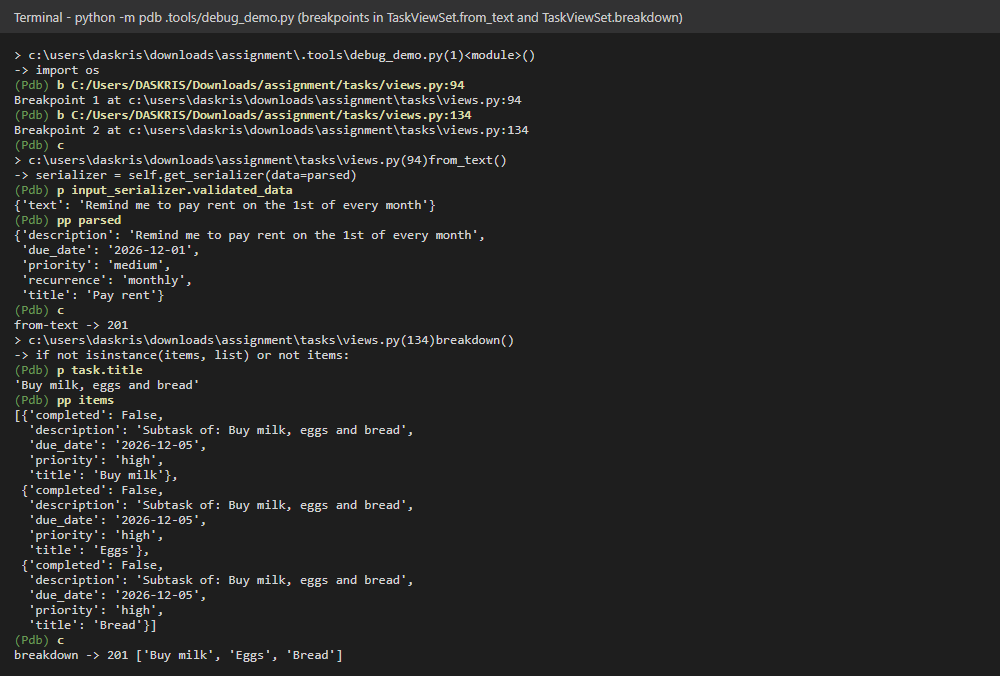 Terminal - python -m pdb .tools/debug_demo.py (breakpoints in TaskViewSet.from_text and TaskViewSet.breakdown)
> c:\users\daskris\downloads\assignment\.tools\debug_demo.py(1)<module>()
-> import os
(Pdb) b C:/Users/DASKRIS/Downloads/assignment/tasks/views.py:94
Breakpoint 1 at c:\users\daskris\downloads\assignment\tasks\views.py:94
(Pdb) b C:/Users/DASKRIS/Downloads/assignment/tasks/views.py:134
Breakpoint 2 at c:\users\daskris\downloads\assignment\tasks\views.py:134
(Pdb) c
> c:\users\daskris\downloads\assignment\tasks\views.py(94)from_text()
-> serializer = self.get_serializer(data=parsed)
(Pdb) p input_serializer.validated_data
{'text': 'Remind me to pay rent on the 1st of every month'}
(Pdb) pp parsed
{'description': 'Remind me to pay rent on the 1st of every month',
 'due_date': '2026-12-01',
 'priority': 'medium',
 'recurrence': 'monthly',
 'title': 'Pay rent'}
(Pdb) c
from-text -> 201
> c:\users\daskris\downloads\assignment\tasks\views.py(134)breakdown()
-> if not isinstance(items, list) or not items:
(Pdb) p task.title
'Buy milk, eggs and bread'
(Pdb) pp items
[{'completed': False,
  'description': 'Subtask of: Buy milk, eggs and bread',
  'due_date': '2026-12-05',
  'priority': 'high',
  'title': 'Buy milk'},
 {'completed': False,
  'description': 'Subtask of: Buy milk, eggs and bread',
  'due_date': '2026-12-05',
  'priority': 'high',
  'title': 'Eggs'},
 {'completed': False,
  'description': 'Subtask of: Buy milk, eggs and bread',
  'due_date': '2026-12-05',
  'priority': 'high',
  'title': 'Bread'}]
(Pdb) c
breakdown -> 201 ['Buy milk', 'Eggs', 'Bread']